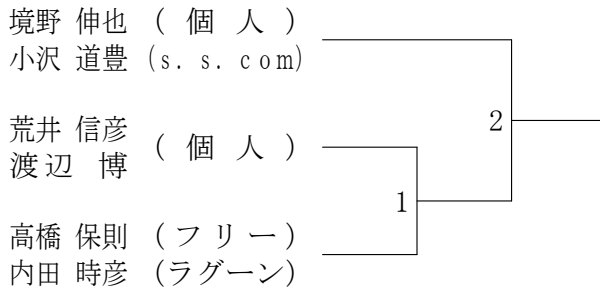 境野 伸也 ( 個 人 )
小沢 道豊 (s. s. com)
2
荒井 信彦
( 個 人 )
渡辺 博
1
高橋 保則 (フリー)
内田 時彦 (ラグーン)